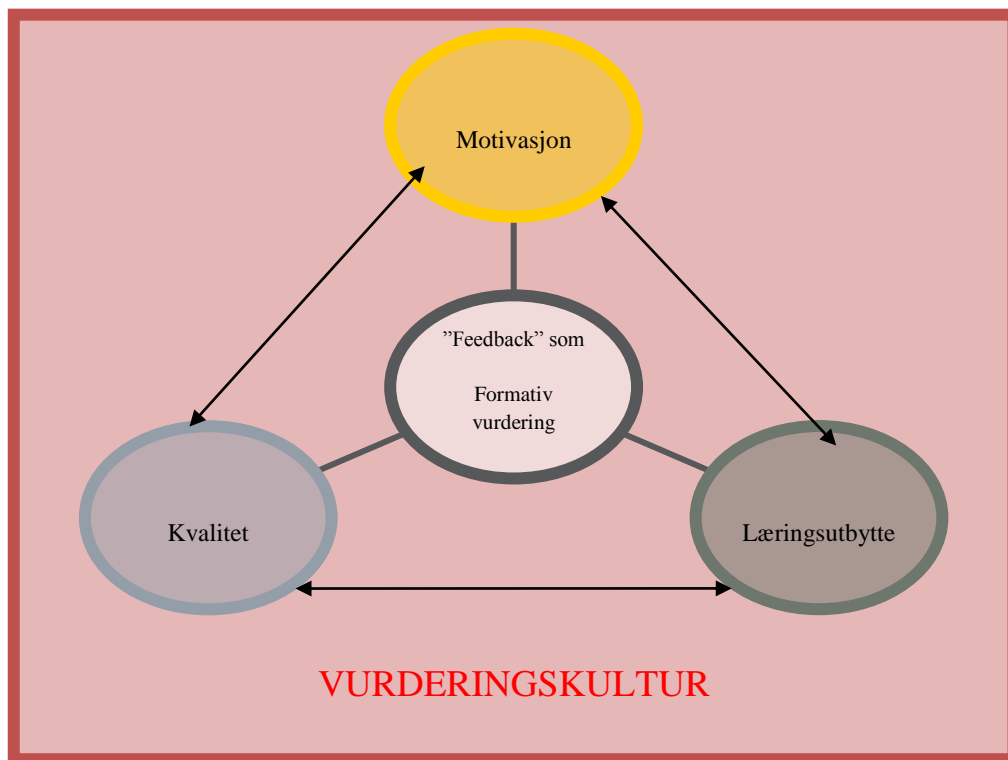 Motivasjon
”Feedback” som
Formativ
vurdering
Kvalitet
Læringsutbytte
VURDERINGSKULTUR